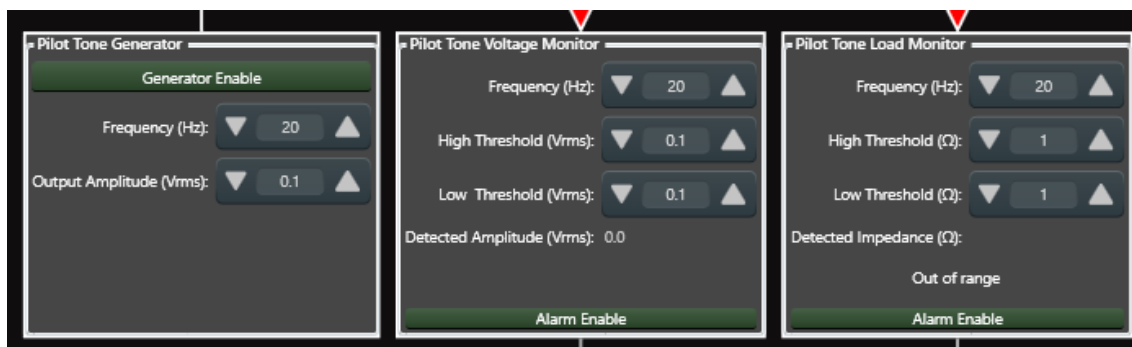 Pilot Tone Generator
Generator Enable
Frequency (Hz): 20
Output Amplitude (Vrms): 0.1
Pilot Tone Voltage Monitor
Frequency (Hz): 20
High Threshold (Vrms): 0.1
Low Threshold (Vrms): 0.1
Detected Amplitude (Vrms): 0.0
Alarm Enable
Pilot Tone Load Monitor
Frequency (Hz): 20
High Threshold (Ω): 1
Low Threshold (Ω): 1
Detected Impedance (Ω):
Out of range
Alarm Enable